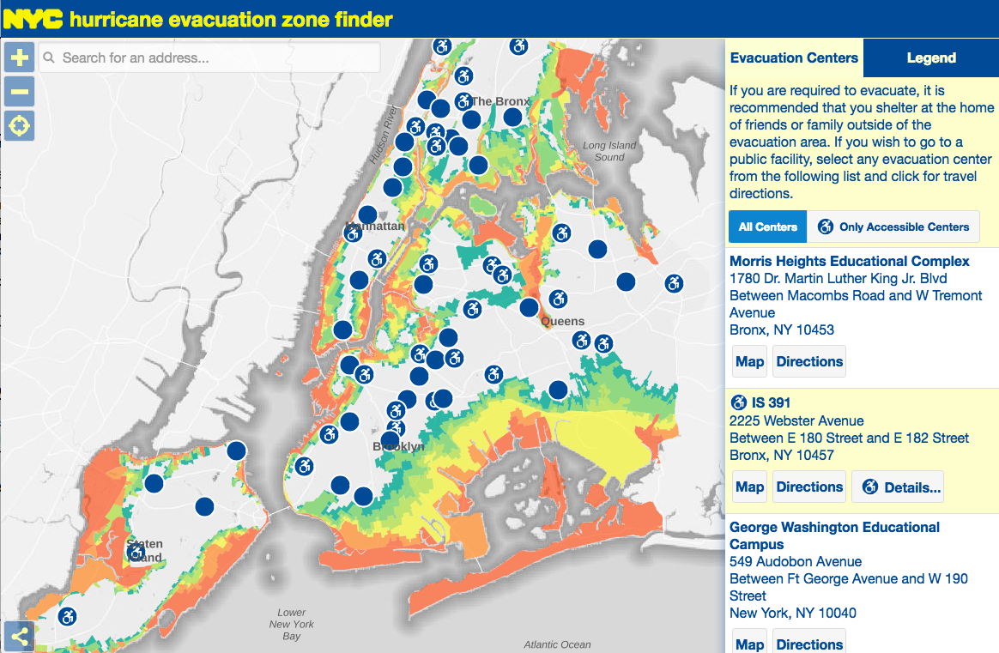 NYC hurricane evacuation zone finder
Search for an address...
Hudson River
The Bronx
Long Island
Sound
Manhattan
Queens
Brooklyn
Staten
Island
Lower
New York
Bay
Atlantic Ocean
Evacuation Centers
Legend
If you are required to evacuate, it is
recommended that you shelter at the home
of friends or family outside of the
evacuation area. If you wish to go to a
public facility, select any evacuation center
from the following list and click for travel
directions.
All Centers
Only Accessible Centers
Morris Heights Educational Complex
1780 Dr. Martin Luther King Jr. Blvd
Between Macombs Road and W Tremont
Avenue
Bronx, NY 10453
Map
Directions
IS 391
2225 Webster Avenue
Between E 180 Street and E 182 Street
Bronx, NY 10457
Map
Directions
Details...
George Washington Educational
Campus
549 Audobon Avenue
Between Ft George Avenue and W 190
Street
New York, NY 10040
Map
Directions